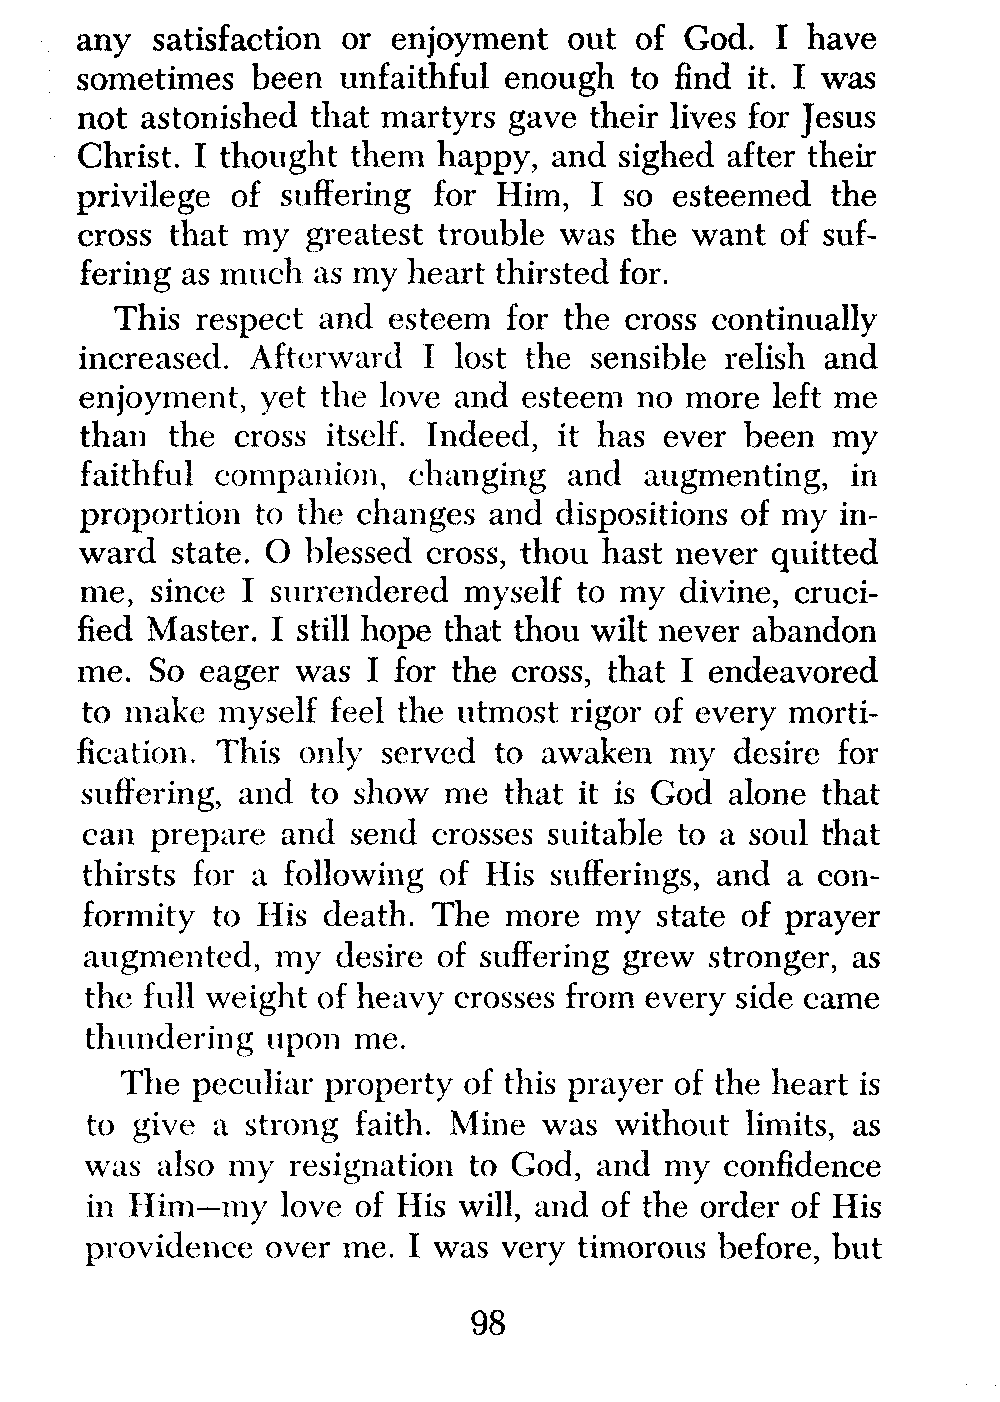 any satisfaction or enjoyment out of God. I have
sometimes been unfaithful enough to find it. I was
not astonished that martyrs gave their lives for Jesus
Christ. I thought them happy, and sighed after their
privilege of suffering for Him, I so esteemed the
cross that my greatest trouble was the want of suf-
fering as much as my heart thirsted for.
This respect and esteem for the cross continually
increased. Afterward I lost the sensible relish and
enjoyment, yet the love and esteem no more left me
than the cross itself. Indeed, it has ever been my
faithful companion, changing and augmenting, in
proportion to the changes and dispositions of my in-
ward state. O blessed cross, thou hast never quitted
me, since I surrendered myself to my divine, cruci-
fied Master. I still hope that thou wilt never abandon
me. So eager was I for the cross, that I endeavored
to make myself feel the utmost rigor of every morti-
fication. This only served to awaken my desire for
suffering, and to show me that it is God alone that
can prepare and send crosses suitable to a soul that
thirsts for a following of His sufferings, and a con-
formity to His death. The more my state of prayer
augmented, my desire of suffering grew stronger, as
the full weight of heavy crosses from every side came
thundering upon me.
The peculiar property of this prayer of the heart is
to give a strong faith. Mine was without limits, as
was also my resignation to God, and my confidence
in Him—my love of His will, and of the order of His
providence over me. I was very timorous before, but
98